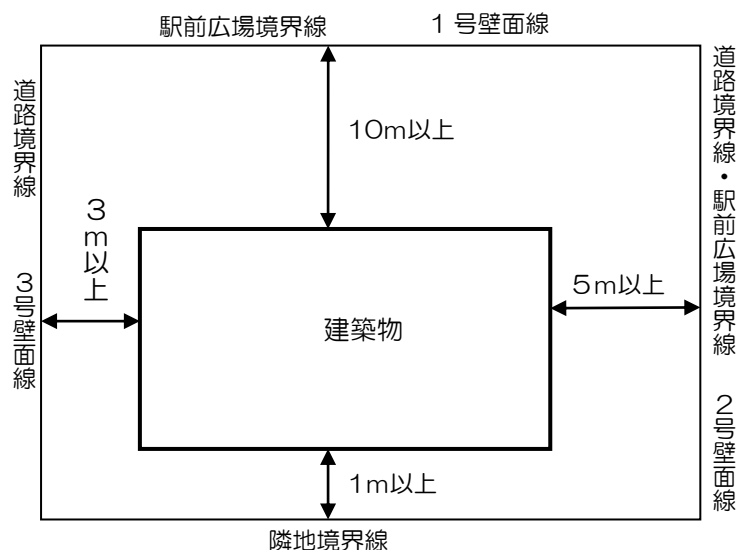 駅前広場境界線
1号壁面線
道路境界線
道路境界線・駅前広場境界線
10m以上
3m以上
5m以上
3号壁面線
建築物
2号壁面線
1m以上
隣地境界線